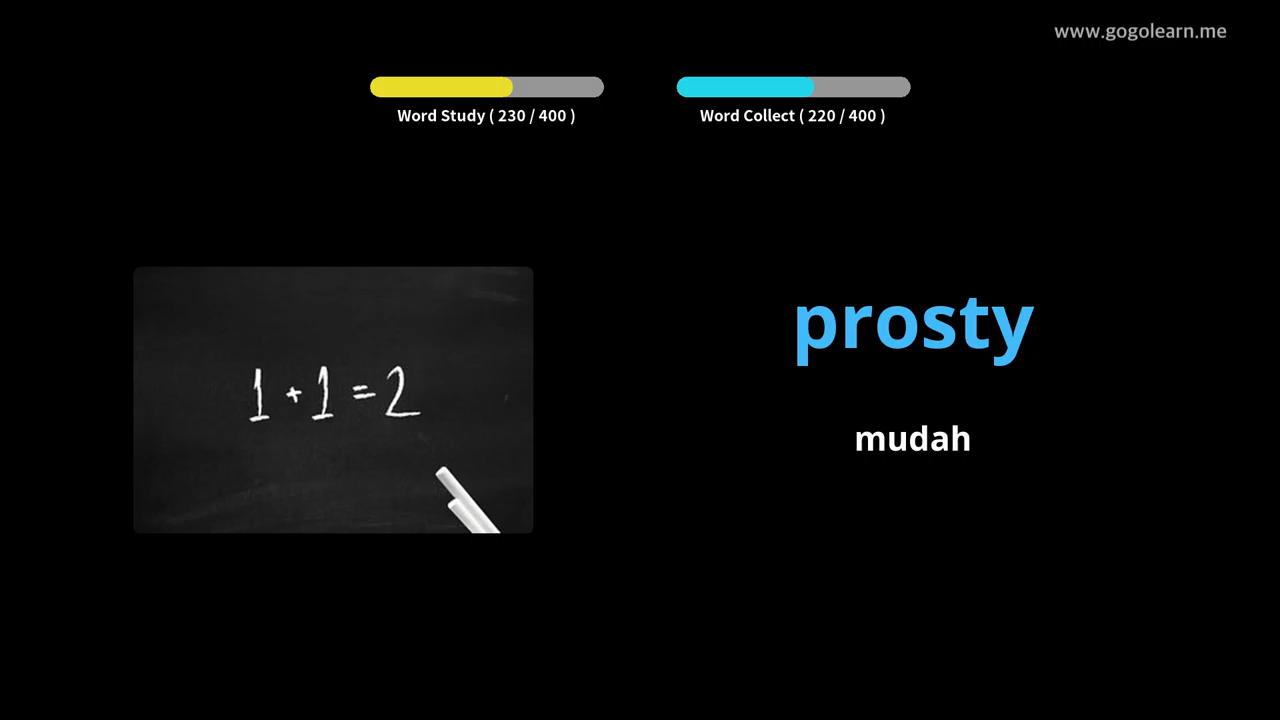 www.gogolearn.me
Word Study ( 230 / 400 )
Word Collect ( 220 / 400 )
1 + 1 = 2
prosty
mudah